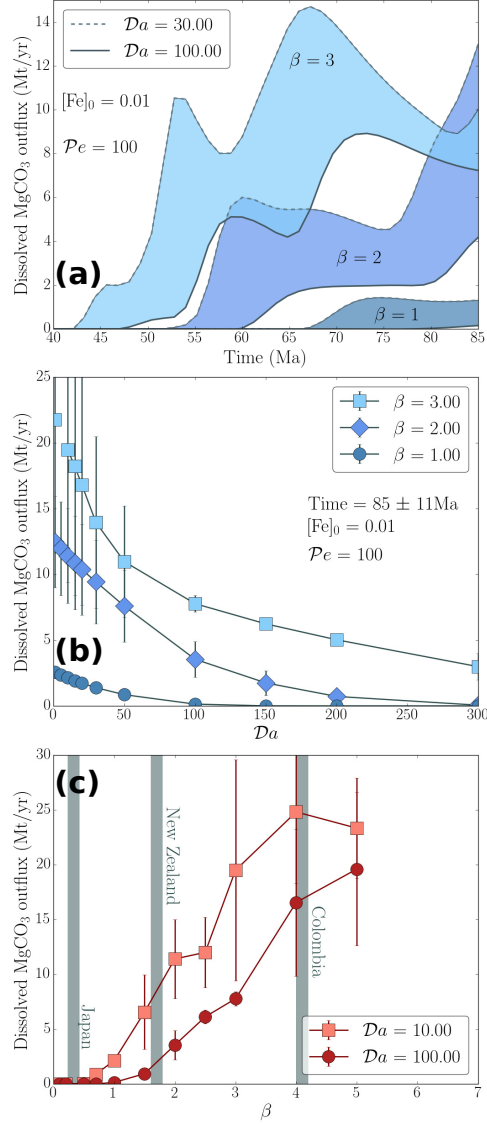 Dissolved MgCO₃ outflux (Mt/yr)
14
12
10
8
6
4
2
0
𝒟a = 30.00
𝒟a = 100.00
[Fe]₀ = 0.01
𝒫e = 100
β = 3
β = 2
β = 1
(a)
40 45 50 55 60 65 70 75 80 85
Time (Ma)
Dissolved MgCO₃ outflux (Mt/yr)
25
20
15
10
5
0
β = 3.00
β = 2.00
β = 1.00
Time = 85 ± 11Ma
[Fe]₀ = 0.01
𝒫e = 100
(b)
0 50 100 150 200 250 300
𝒟a
Dissolved MgCO₃ outflux (Mt/yr)
30
25
20
15
10
5
0
(c)
Japan
New Zealand
Colombia
𝒟a = 10.00
𝒟a = 100.00
0 1 2 3 4 5 6 7
β